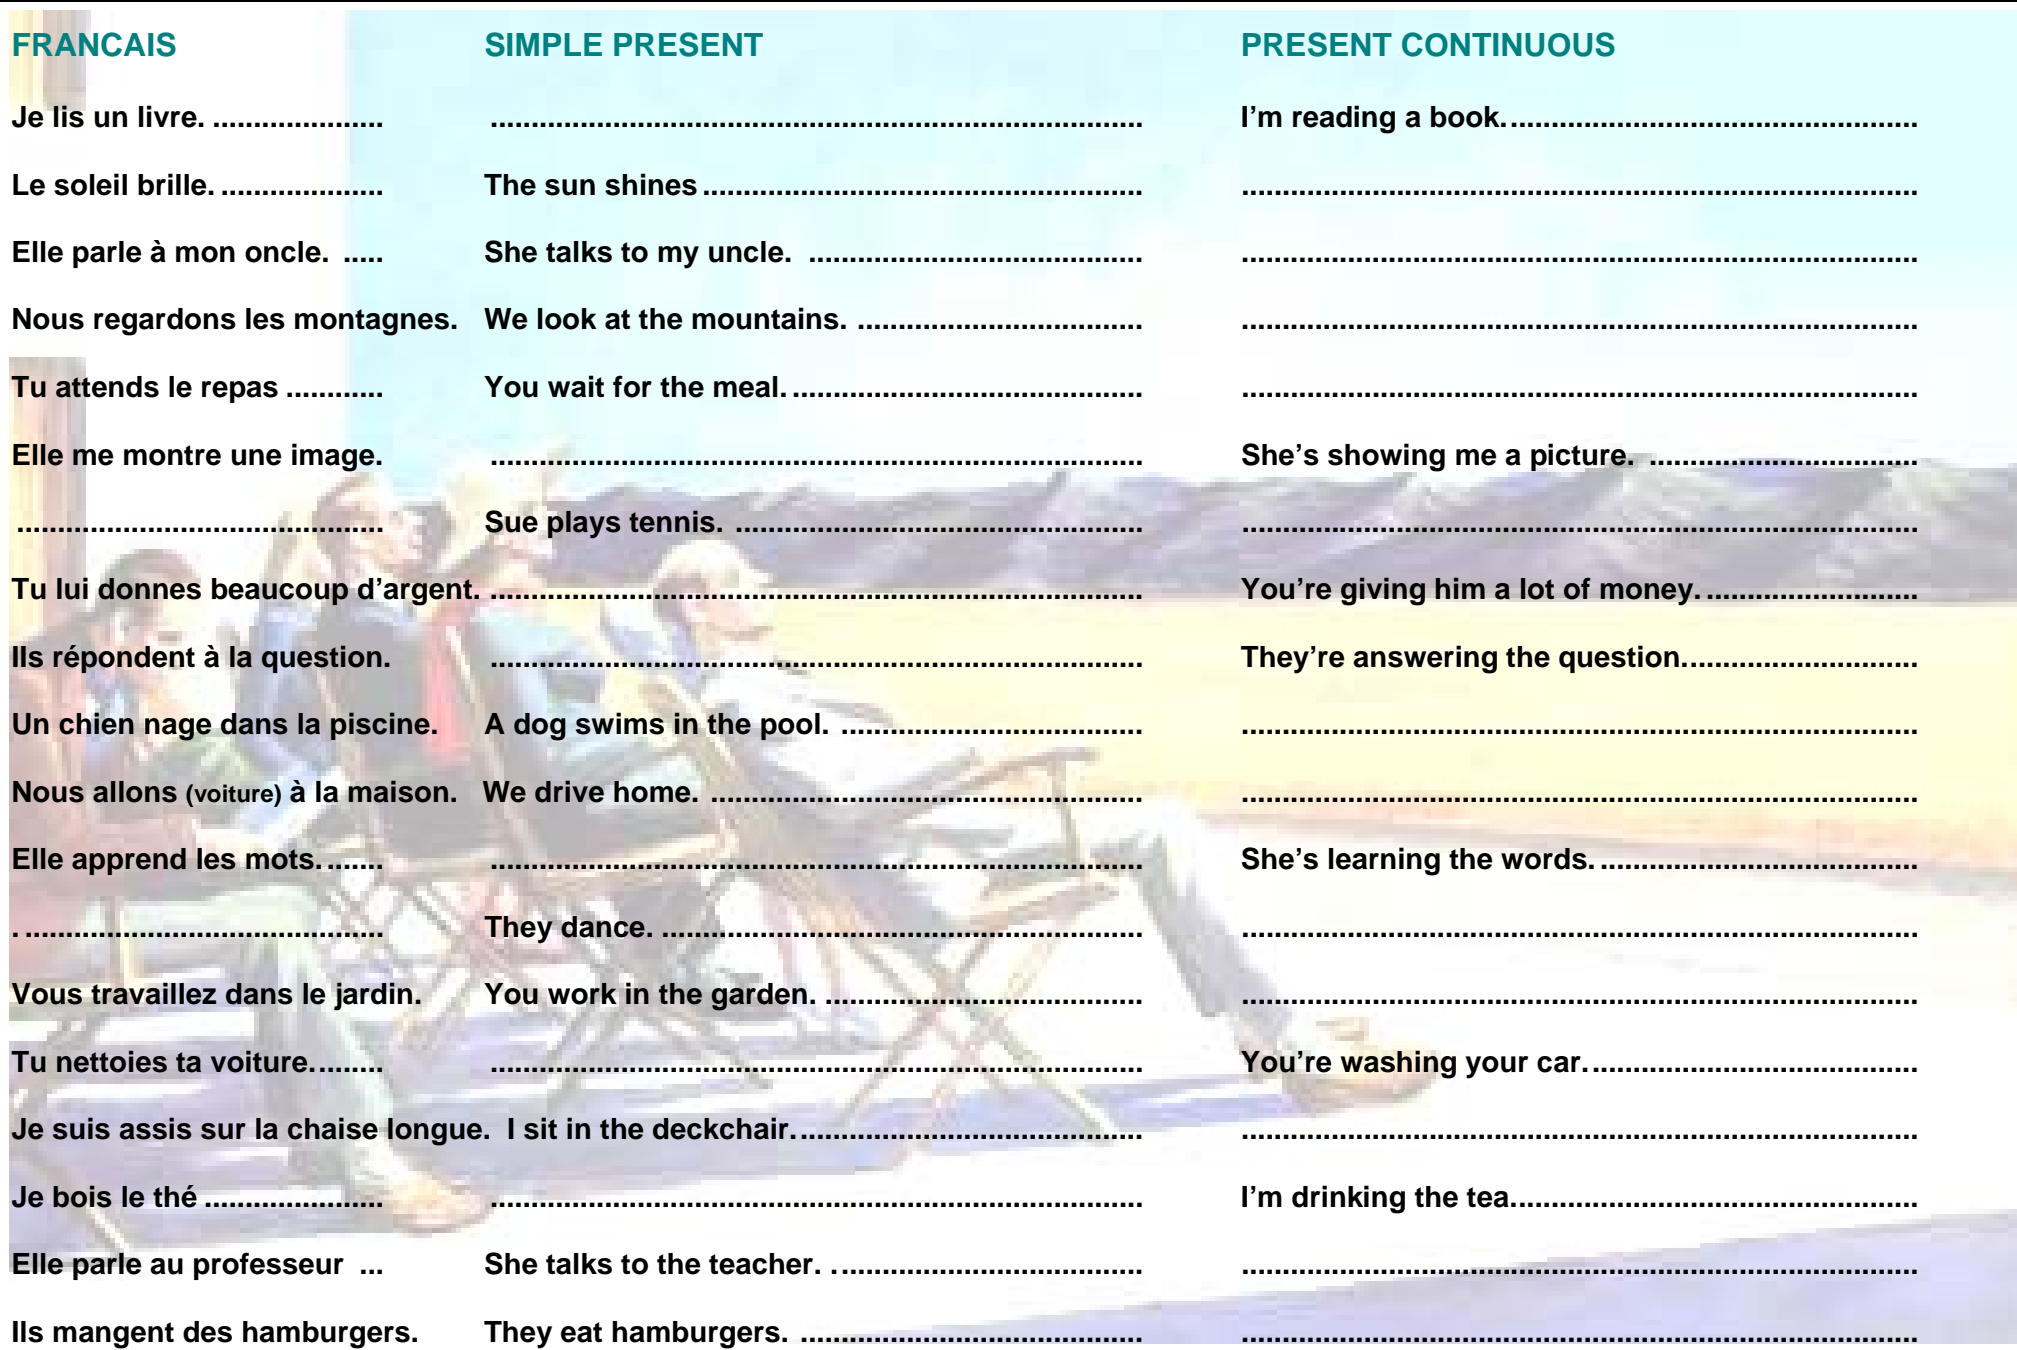 FRANCAIS SIMPLE PRESENT PRESENT CONTINUOUS
Je lis un livre. ..................... ................................................................................ I’m reading a book. ..................................................
Le soleil brille. .................... The sun shines ...................................................... ...................................................................................
Elle parle à mon oncle. ..... She talks to my uncle. ......................................... ...................................................................................
Nous regardons les montagnes. We look at the mountains. ................................... ...................................................................................
Tu attends le repas ............ You wait for the meal. ........................................... ...................................................................................
Elle me montre une image. ................................................................................ She’s showing me a picture. .................................
............................................. Sue plays tennis. .................................................. ...................................................................................
Tu lui donnes beaucoup d’argent. ................................................................................ You’re giving him a lot of money. ..........................
Ils répondent à la question. ................................................................................ They’re answering the question. ............................
Un chien nage dans la piscine. A dog swims in the pool. ..................................... ...................................................................................
Nous allons (voiture) à la maison. We drive home. ..................................................... ...................................................................................
Elle apprend les mots. ....... ................................................................................ She’s learning the words. .......................................
. ............................................ They dance. ........................................................... ...................................................................................
Vous travaillez dans le jardin. You work in the garden. ....................................... ...................................................................................
Tu nettoies ta voiture. ........ ................................................................................ You’re washing your car. ........................................
Je suis assis sur la chaise longue. I sit in the deckchair. .......................................... ...................................................................................
Je bois le thé ...................... ................................................................................ I’m drinking the tea. .................................................
Elle parle au professeur ... She talks to the teacher. . ..................................... ...................................................................................
Ils mangent des hamburgers. They eat hamburgers. .......................................... ...................................................................................